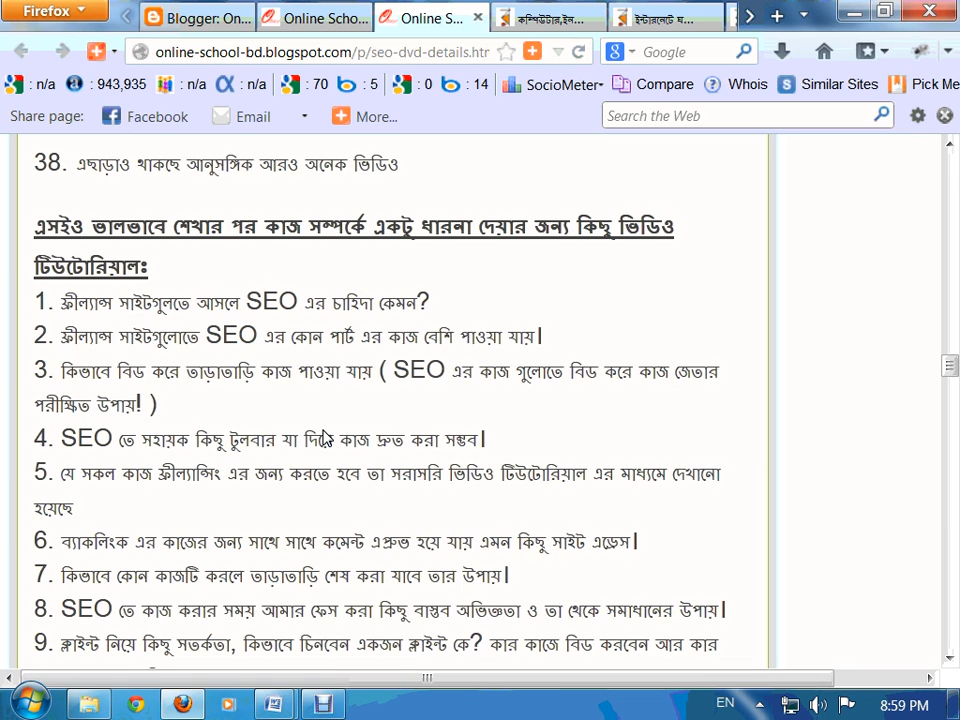 Firefox
Blogger: On...
Online Scho...
Online S...
কম্পিউটার,ইন...
ইন্টারনেট ম...
online-school-bd.blogspot.com/p/seo-dvd-details.htm
Google
: n/a
: 943,935
: n/a
: n/a
: 70
: 5
: 0
: 14
SocioMeter
Compare
Whois
Similar Sites
Pick Me
Share page:
Facebook
Email
More...
Search the Web
38. এছাড়াও থাকছে আনুসঙ্গিক আরও অনেক ভিডিও
এসইও ভালভাবে শেখার পর কাজ সম্পর্কে একটু ধারনা দেয়ার জন্য কিছু ভিডিও
টিউটোরিয়ালঃ
1. ফ্রীল্যান্স সাইটগুলতে আসলে SEO এর চাহিদা কেমন?
2. ফ্রীল্যান্স সাইটগুলোতে SEO এর কোন পার্ট এর কাজ বেশি পাওয়া যায়।
3. কিভাবে বিড করে তাড়াতাড়ি কাজ পাওয়া যায় ( SEO এর কাজ গুলোতে বিড করে কাজ জেতার
পরীক্ষিত উপায়! )
4. SEO তে সহায়ক কিছু টুলবার যা দিয়ে কাজ দ্রুত করা সম্ভব।
5. যে সকল কাজ ফ্রীল্যান্সিং এর জন্য করতে হবে তা সরাসরি ভিডিও টিউটোরিয়াল এর মাধ্যমে দেখানো
হয়েছে
6. ব্যাকলিংক এর কাজের জন্য সাথে সাথে কমেন্ট এপ্রুভ হয়ে যায় এমন কিছু সাইট এড্রেস।
7. কিভাবে কোন কাজটি করলে তাড়াতাড়ি শেষ করা যাবে তার উপায়।
8. SEO তে কাজ করার সময় আমার ফেস করা কিছু বাস্তব অভিজ্ঞতা ও তা থেকে সমাধানের উপায়।
9. ক্লাইন্ট নিয়ে কিছু সতর্কতা, কিভাবে চিনবেন একজন ক্লাইন্ট কে? কার কাজে বিড করবেন আর কার
EN
8:59 PM